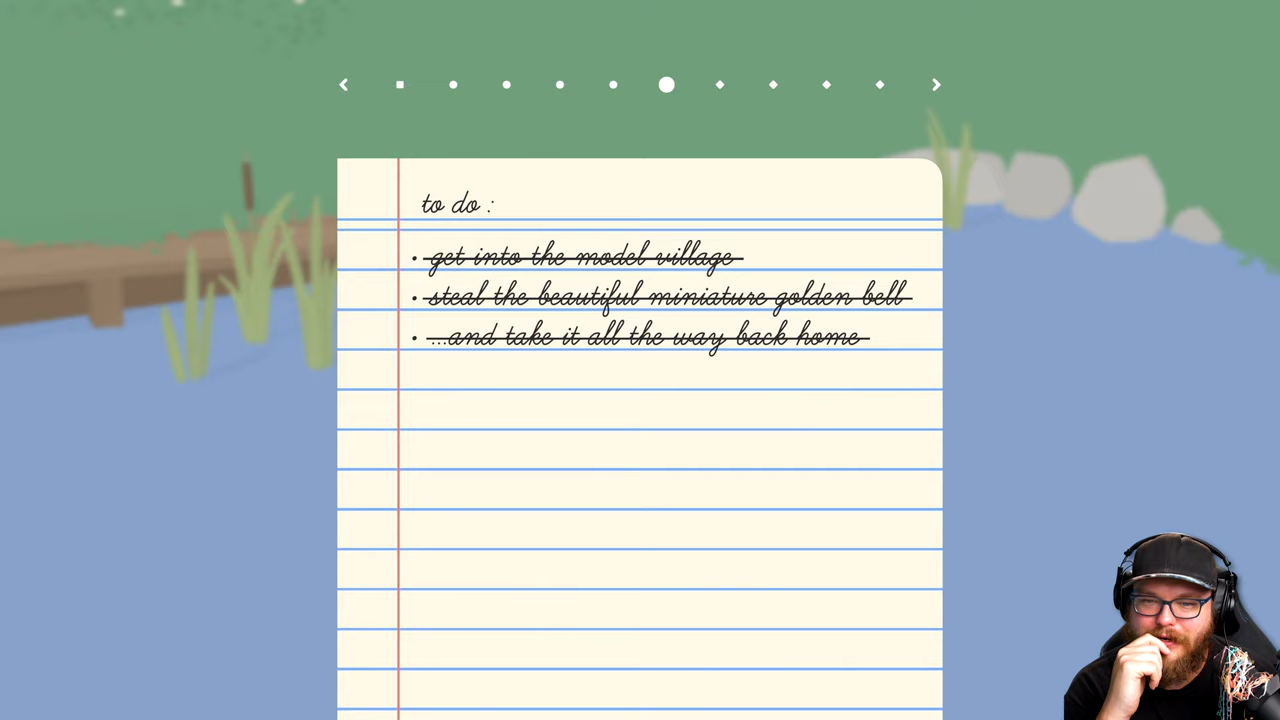 to do :
• get into the model village
• steal the beautiful miniature golden bell
• ...and take it all the way back home